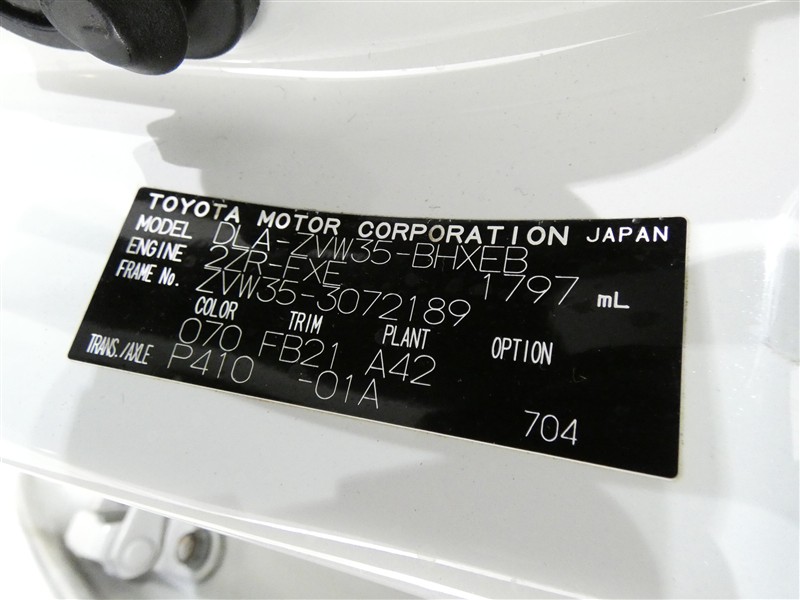 TOYOTA MOTOR CORPORATION JAPAN
MODEL DLA-ZVW35-BHXEB
ENGINE 2ZR-FXE 1797 mL
FRAME No. ZVW35-3072189
COLOR TRIM PLANT OPTION
070 FB21 A42
TRANS./AXLE P410 -01A
704